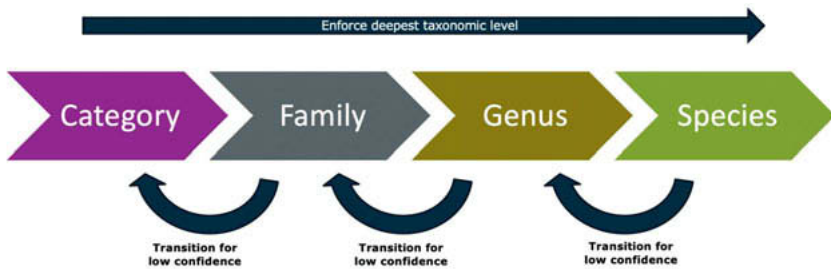 Enforce deepest taxonomic level
Category Family Genus Species
Transition for Transition for Transition for
low confidence low confidence low confidence